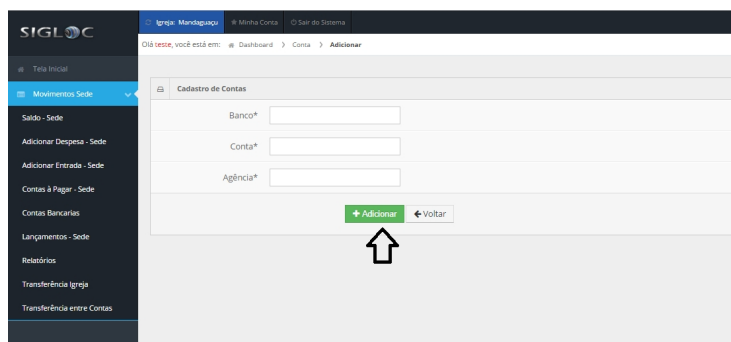 SIGLOC
Igreja: Mandaguaçu Minha Conta Sair do Sistema
Olá teste, você está em: Dashboard > Conta > Adicionar
Tela Inicial
Movimentos Sede
Saldo - Sede
Adicionar Despesa - Sede
Adicionar Entrada - Sede
Contas à Pagar - Sede
Contas Bancarias
Lançamentos - Sede
Relatórios
Transferência Igreja
Transferência entre Contas
Cadastro de Contas
Banco*
Conta*
Agência*
Adicionar Voltar